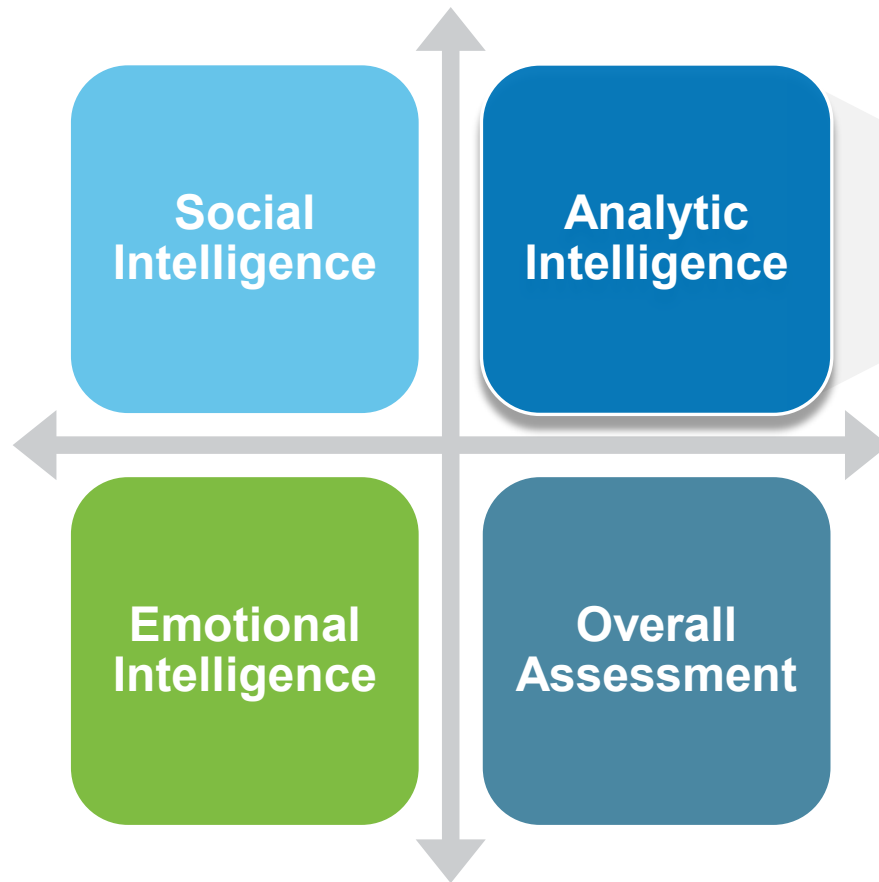 Social
Intelligence
Analytic
Intelligence
Emotional
Intelligence
Overall
Assessment